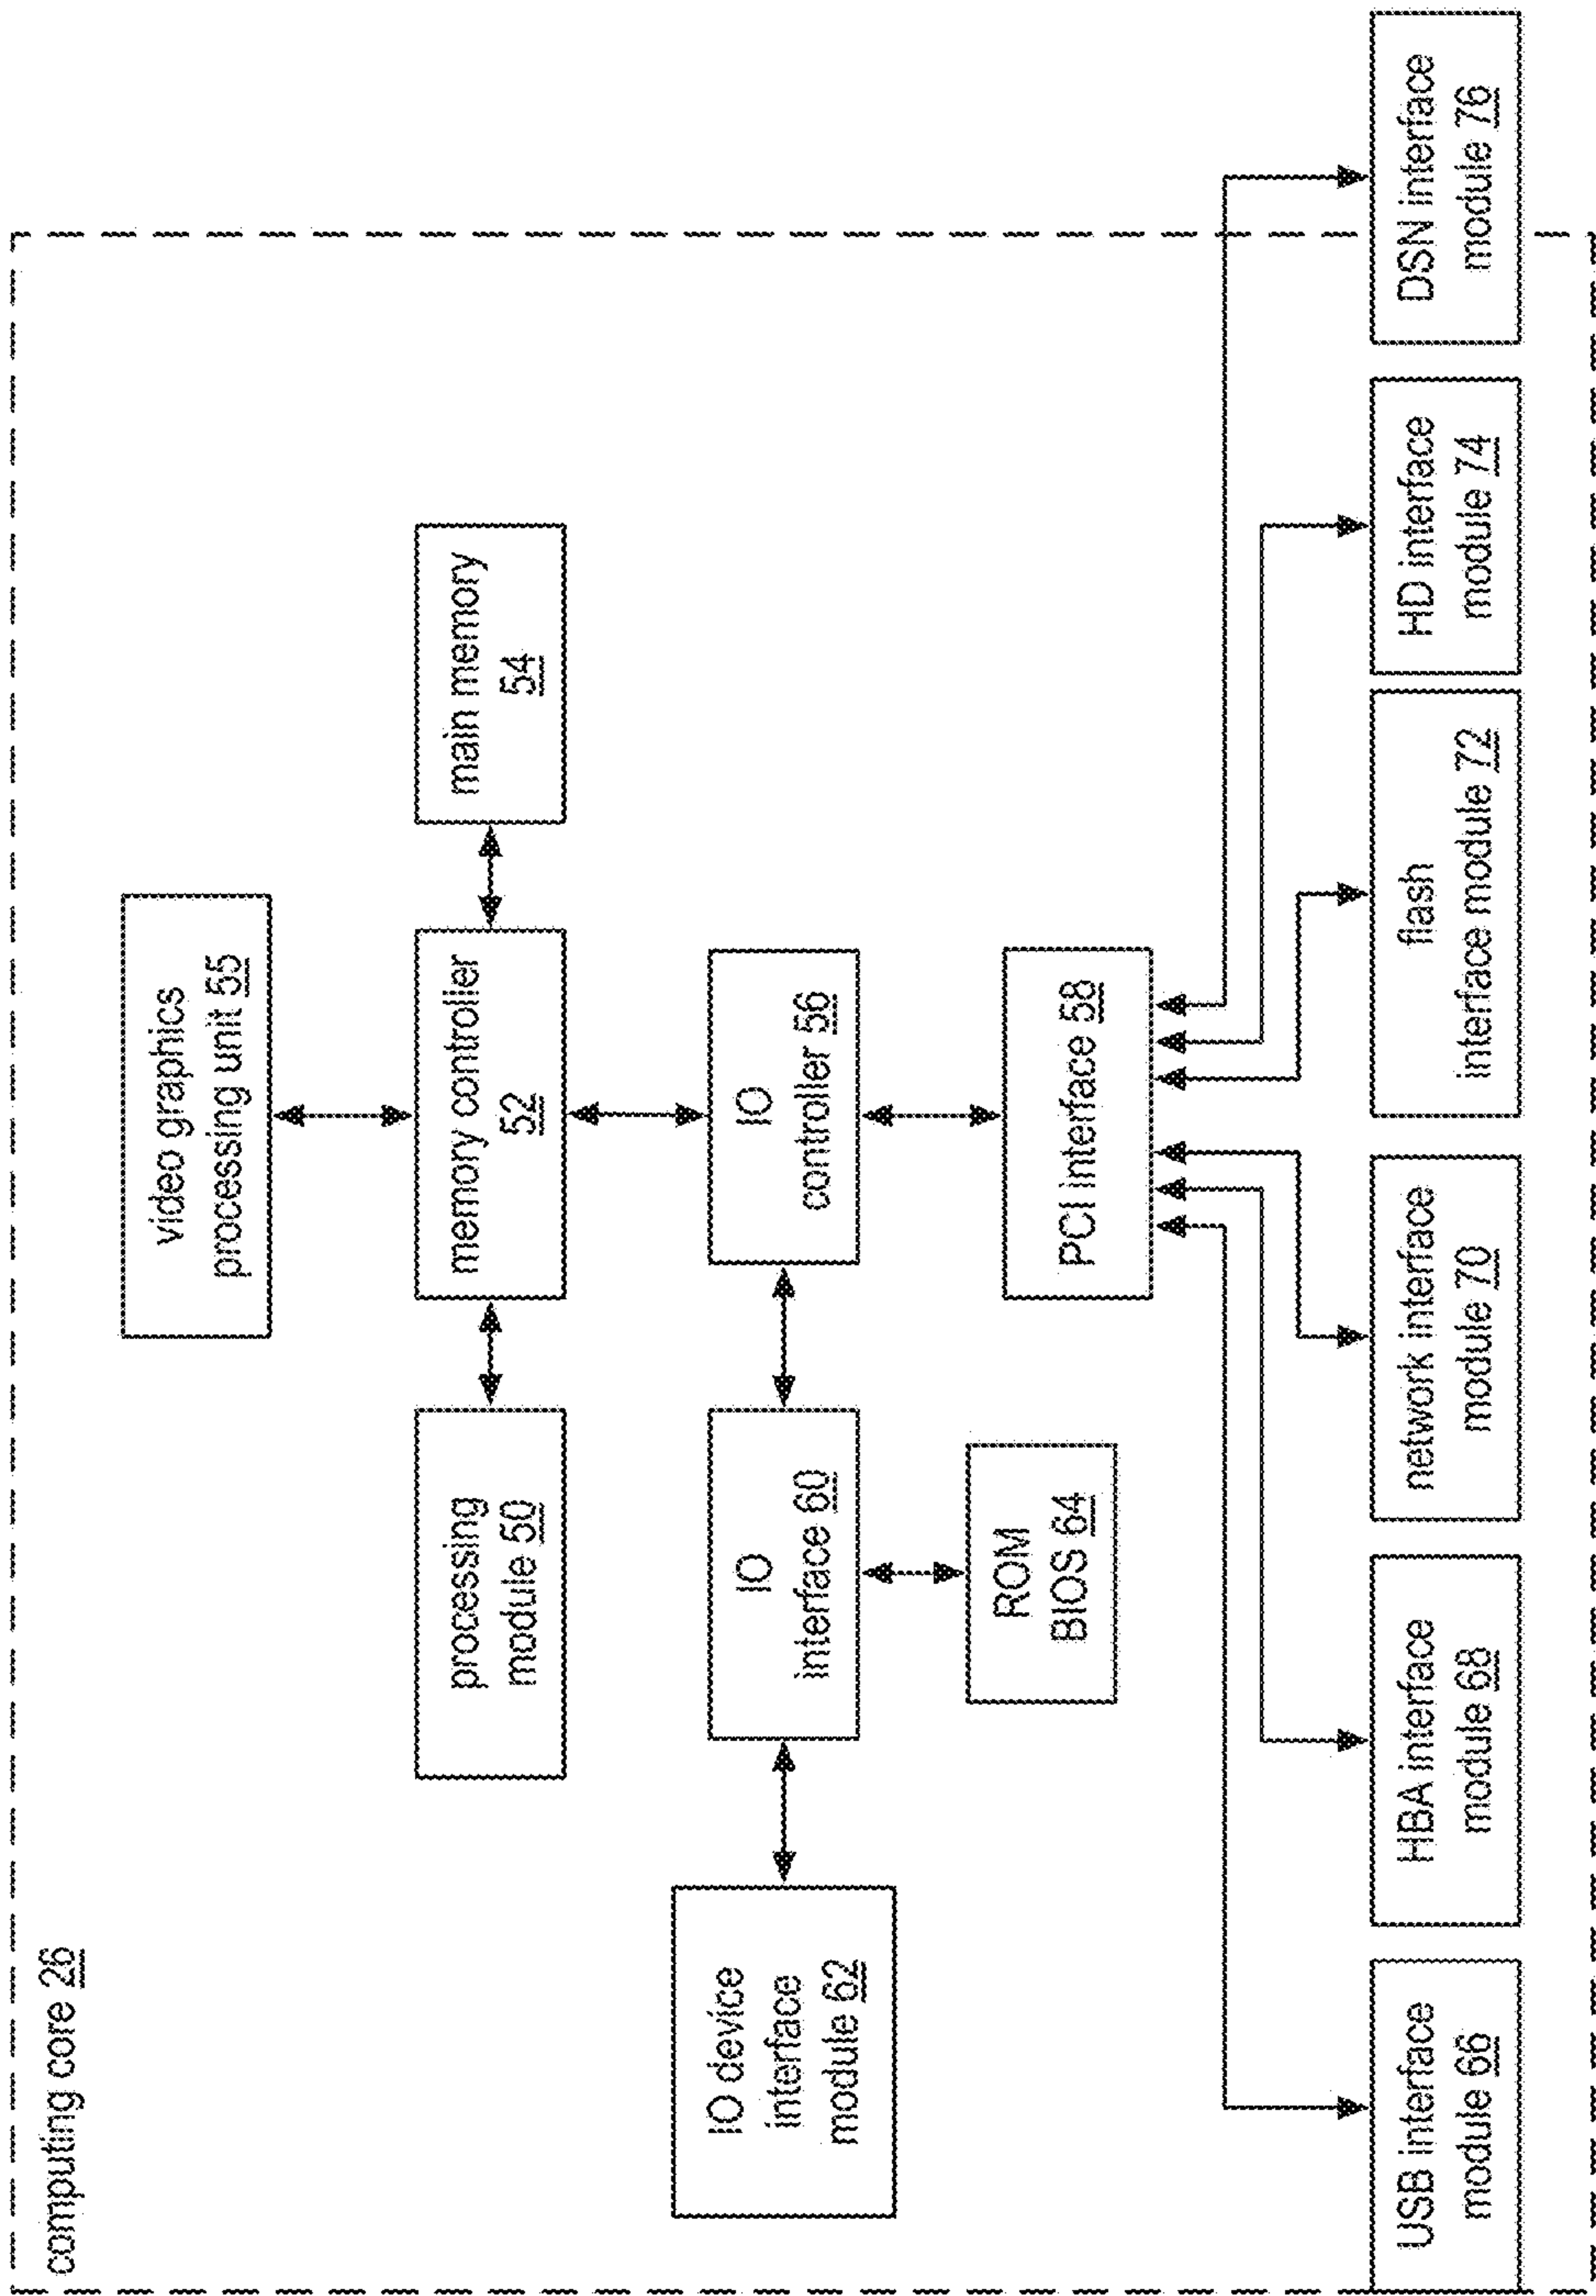 computing core 26
video graphics
processing unit 55
processing
module 50
memory controller
52
main memory
54
IO device
interface
module 62
IO
interface 60
IO
controller 56
ROM
BIOS 64
PCI interface 58
USB interface
module 66
HBA interface
module 68
network interface
module 70
flash
interface module 72
HD interface
module 74
DSN interface
module 76